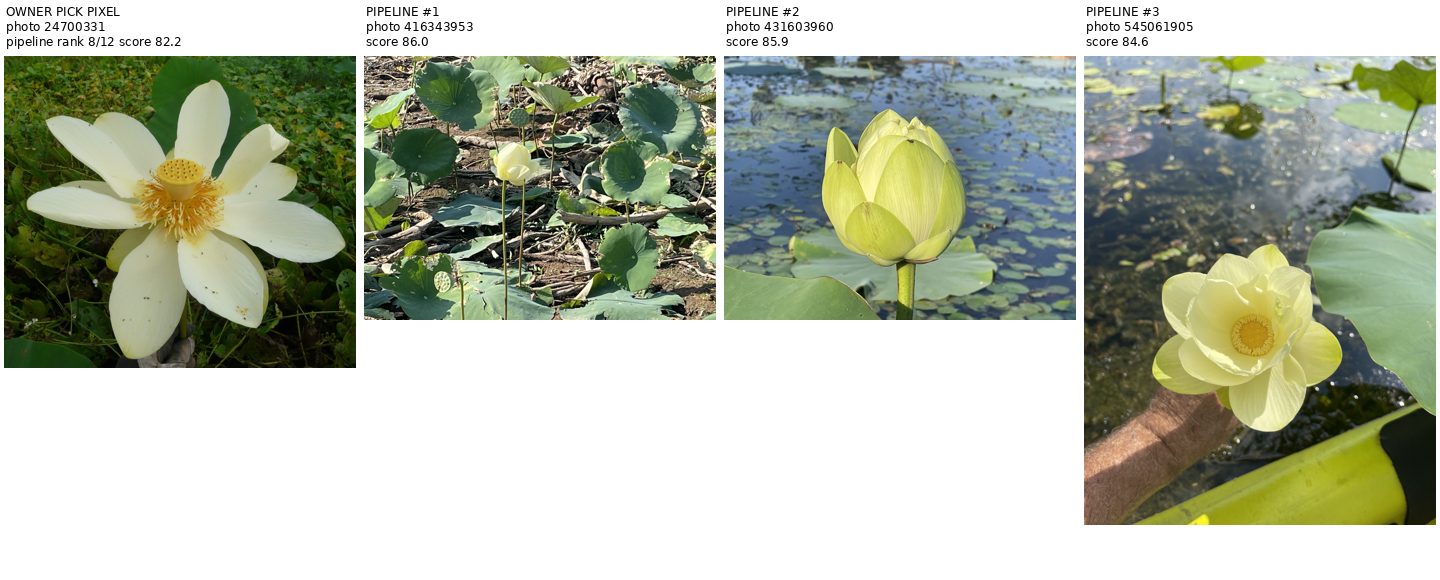 OWNER PICK PIXEL
photo 24700331
pipeline rank 8/12 score 82.2
PIPELINE #1
photo 416343953
score 86.0
PIPELINE #2
photo 431603960
score 85.9
PIPELINE #3
photo 545061905
score 84.6